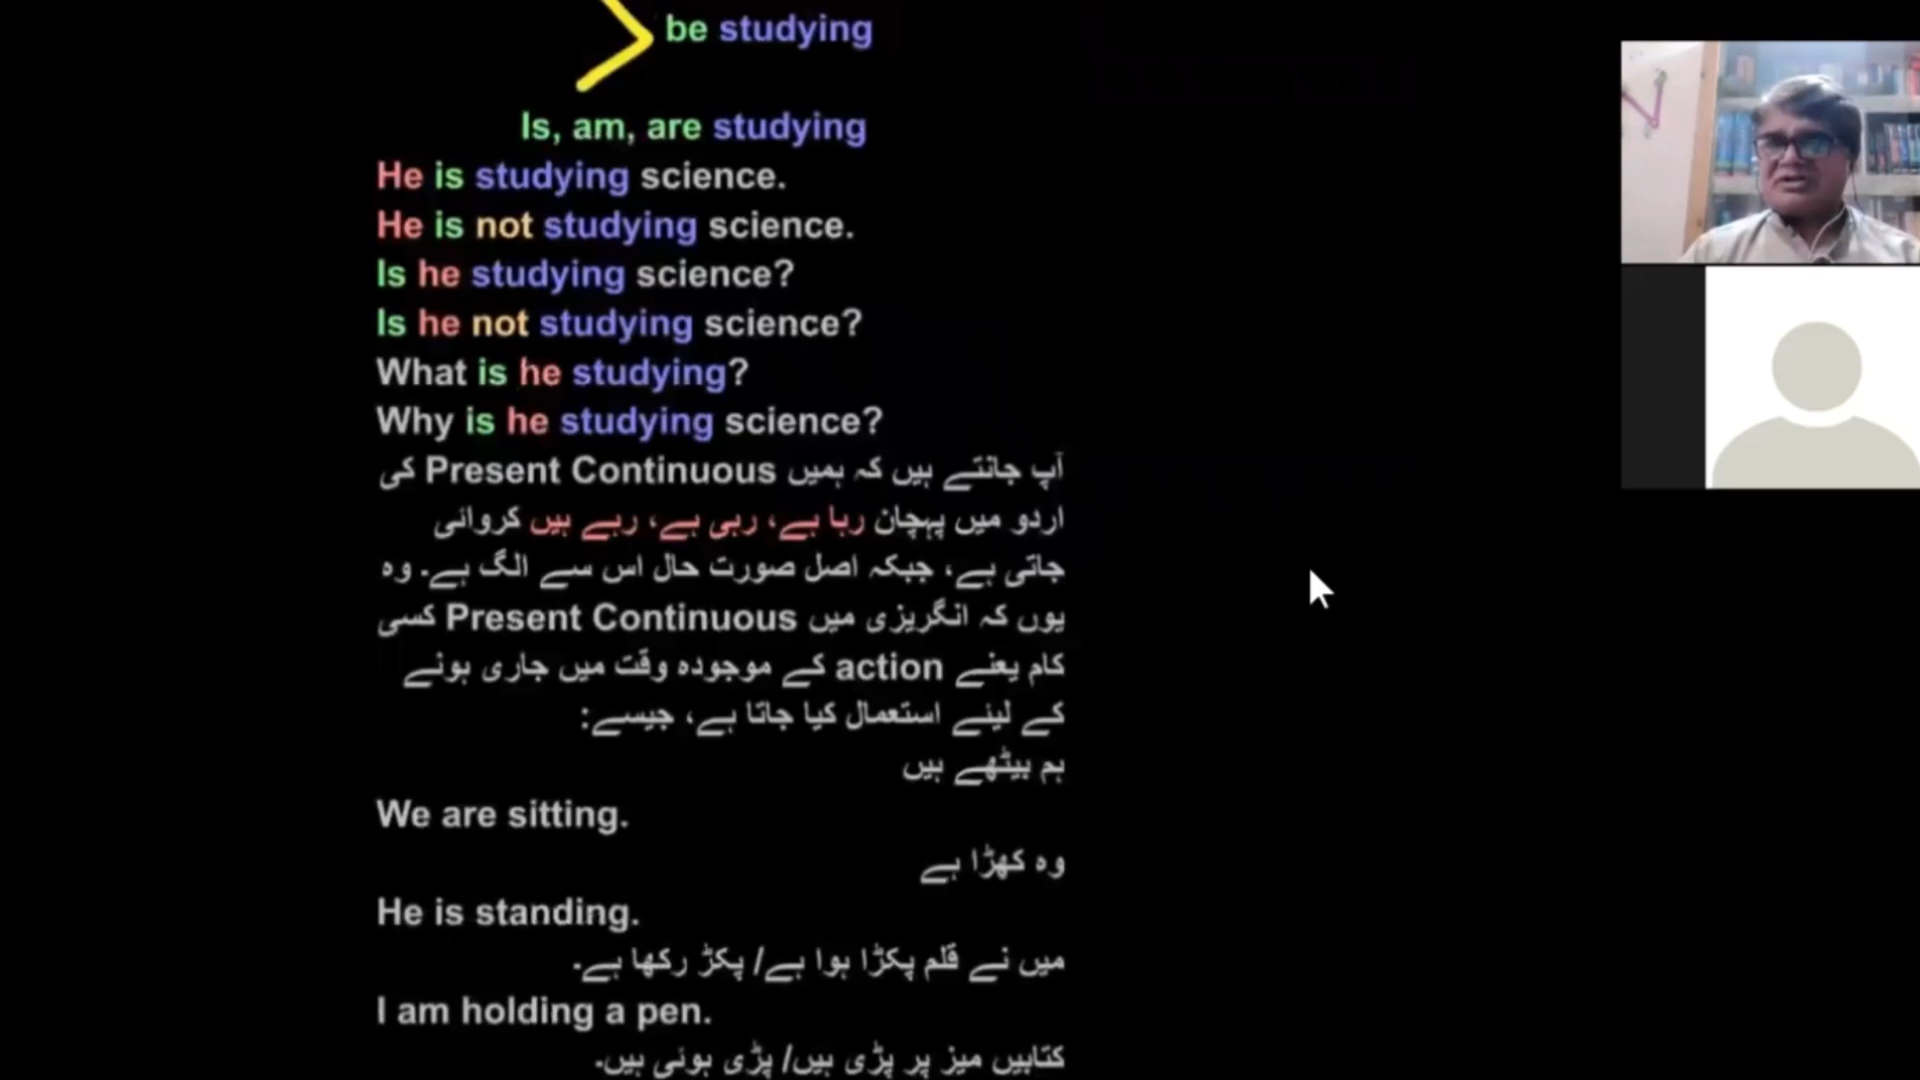 be studying
Is, am, are studying
He is studying science.
He is not studying science.
Is he studying science?
Is he not studying science?
What is he studying?
Why is he studying science?
آپ جانتے ہیں کہ ہمیں Present Continuous کی
اردو میں پہچان رہا ہے، رہی ہے، رہے ہیں کروائی
جاتی ہے، جبکہ اصل صورت حال اس سے الگ ہے۔ وہ
یوں کہ انگریزی میں Present Continuous کسی
کام یعنے action کے موجودہ وقت میں جاری ہونے
کے لیئے استعمال کیا جاتا ہے، جیسے:
ہم بیٹھے ہیں
We are sitting.
وہ کھڑا ہے
He is standing.
میں نے قلم پکڑا ہوا ہے/ پکڑ رکھا ہے۔
I am holding a pen.
کتابیں میز پر پڑی ہیں/ پڑی ہوئی ہیں۔